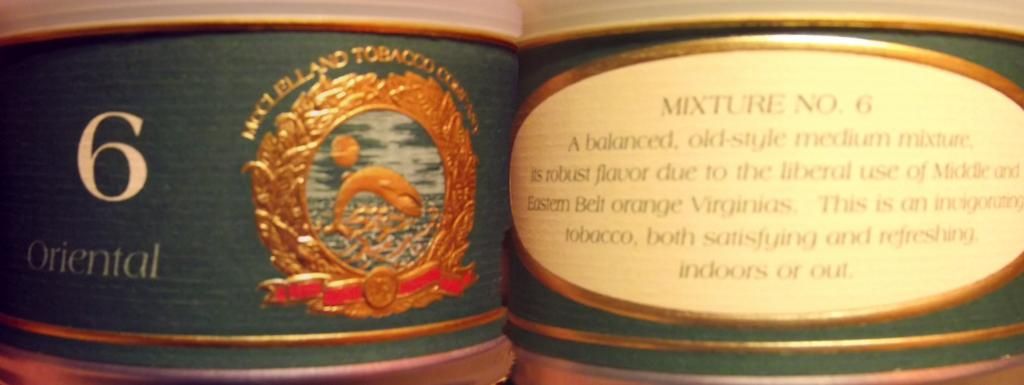 McCLELLAND TOBACCO COMPANY
6
Oriental
MIXTURE NO. 6
A balanced, old-style medium mixture,
its robust flavor due to the liberal use of Middle and
Eastern Belt orange Virginias. This is an invigorating
tobacco, both satisfying and refreshing,
indoors or out.